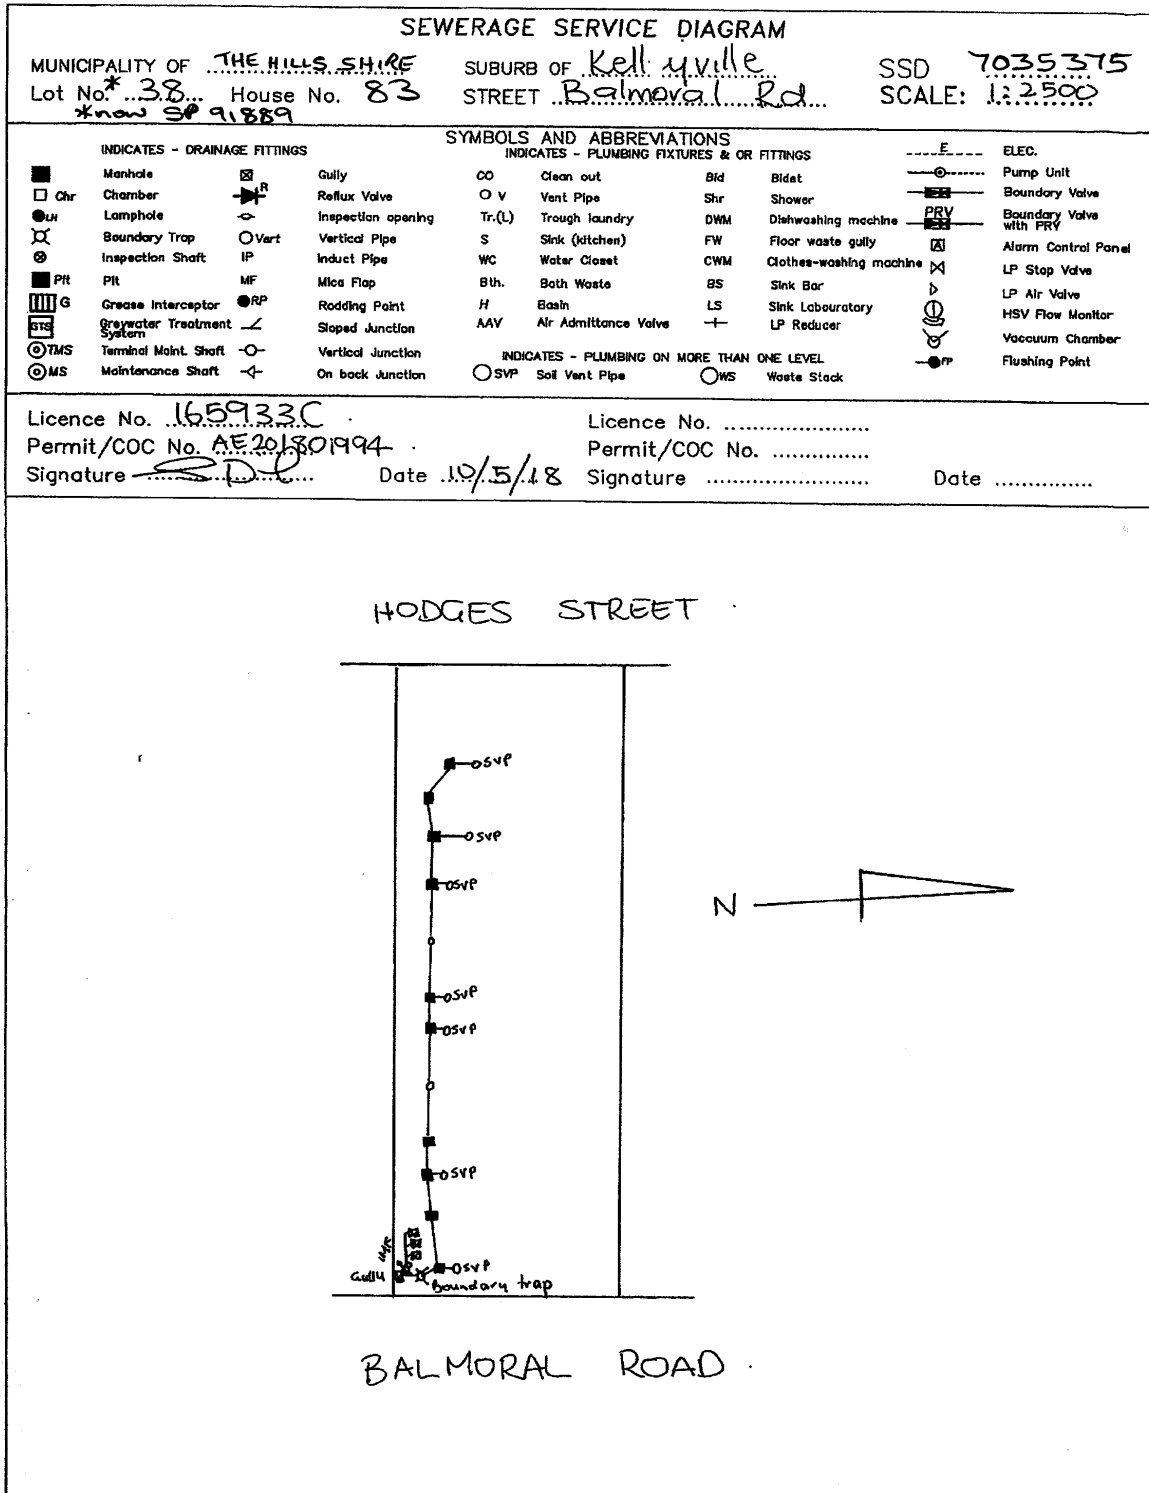 SEWERAGE SERVICE DIAGRAM
MUNICIPALITY OF THE HILLS SHIRE SUBURB OF Kellyville SSD 7035375
Lot No.* 38 House No. 83 STREET Balmoral Rd SCALE: 1:2500
*now SP 91889
SYMBOLS AND ABBREVIATIONS
INDICATES - DRAINAGE FITTINGS INDICATES - PLUMBING FIXTURES & OR FITTINGS E ELEC.
Manhole Gully CO Clean out Bid Bidet Pump Unit
Chr Chamber R Reflux Valve O V Vent Pipe Shr Shower Boundary Valve
LH Lamphole Inspection opening Tr.(L) Trough laundry DWM Dishwashing machine PRV Boundary Valve with PRV
Boundary Trap Vert Vertical Pipe S Sink (kitchen) FW Floor waste gully A Alarm Control Panel
Inspection Shaft IP Induct Pipe WC Water Closet CWM Clothes-washing machine LP Stop Valve
Pit Pit MF Mica Flap Bth. Bath Waste BS Sink Bar LP Air Valve
G Grease Interceptor RP Rodding Point H Basin LS Sink Labouratory HSV Flow Monitor
GTS Greywater Treatment System Sloped Junction AAV Air Admittance Valve LP Reducer Vaccuum Chamber
TMS Terminal Maint. Shaft Vertical Junction INDICATES - PLUMBING ON MORE THAN ONE LEVEL
MS Maintenance Shaft On back Junction SVP Soil Vent Pipe WS Waste Stack FP Flushing Point
Licence No. 165933C. Licence No. ....................
Permit/COC No. AE201801994. Permit/COC No. ..............
Signature Date 10/5/18 Signature ....................... Date ..............
HODGES STREET
SVP
SVP
SVP
N
SVP
SVP
SVP
SVP
Gully
Boundary trap
BALMORAL ROAD